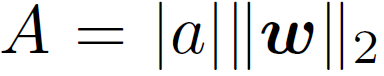 A = |a|‖w‖₂